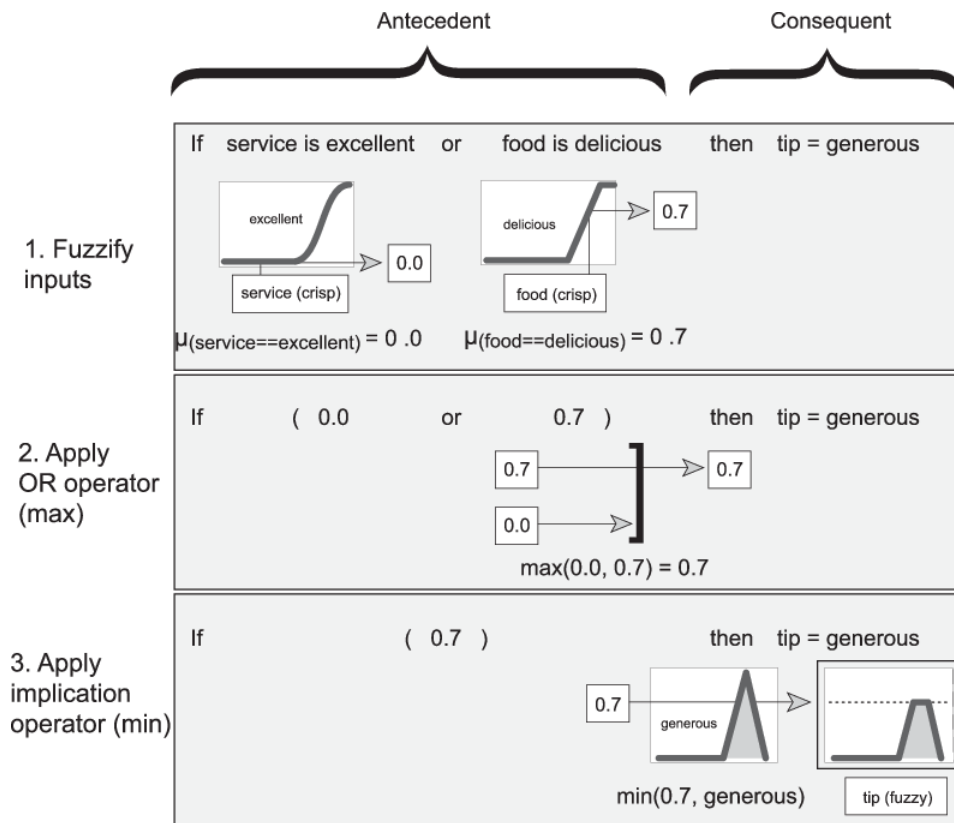 Antecedent Consequent
If service is excellent or food is delicious then tip = generous
excellent
delicious
0.7
0.0
1. Fuzzify
inputs
service (crisp)
food (crisp)
μ(service==excellent) = 0 .0 μ(food==delicious) = 0 .7
If ( 0.0 or 0.7 ) then tip = generous
2. Apply
OR operator
(max)
0.7 0.7
0.0
max(0.0, 0.7) = 0.7
If ( 0.7 ) then tip = generous
3. Apply
implication
operator (min)
0.7
generous
min(0.7, generous)
tip (fuzzy)